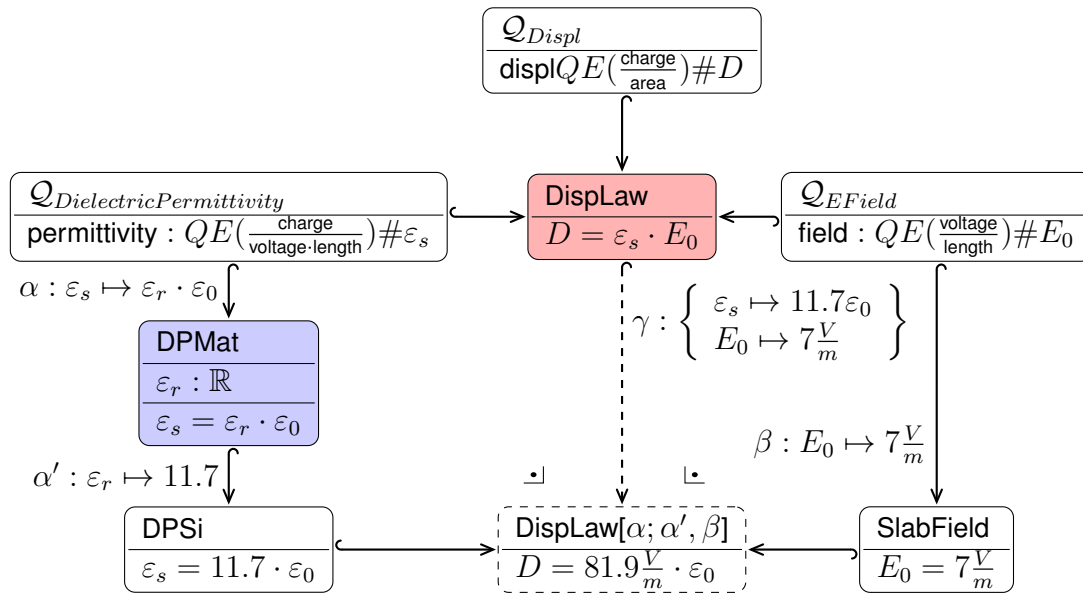 𝒬_{Displ}
displQE(charge/area)#D
𝒬_{DielectricPermittivity}
permittivity : QE(charge/voltage·length)#ε_s
DispLaw
D = ε_s · E_0
𝒬_{EField}
field : QE(voltage/length)#E_0
α : ε_s ↦ ε_r · ε_0
γ : { ε_s ↦ 11.7ε_0
E_0 ↦ 7 V/m }
DPMat
ε_r : ℝ
ε_s = ε_r · ε_0
β : E_0 ↦ 7 V/m
α′ : ε_r ↦ 11.7
DPSi
ε_s = 11.7 · ε_0
DispLaw[α; α′, β]
D = 81.9 V/m · ε_0
SlabField
E_0 = 7 V/m